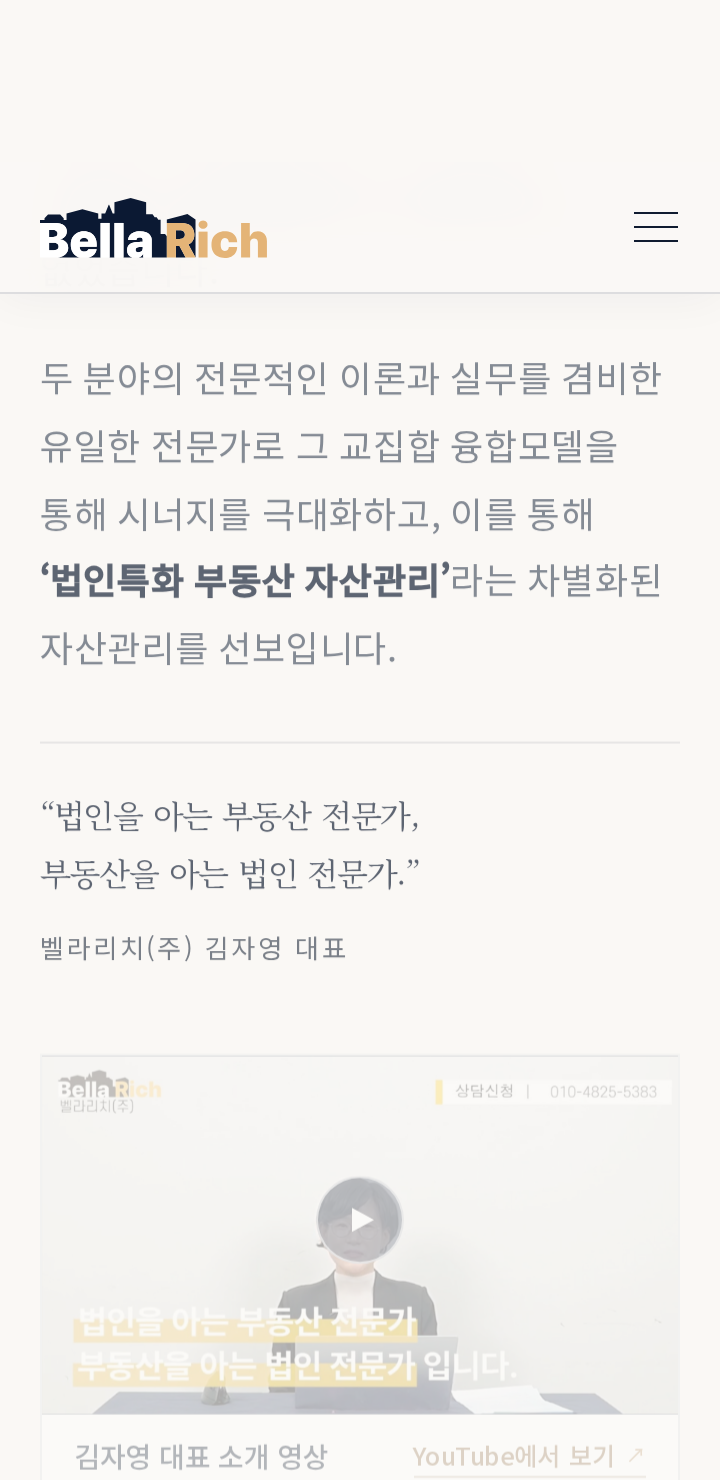 Bella Rich
두 분야의 전문적인 이론과 실무를 겸비한
유일한 전문가로 그 교집합 융합모델을
통해 시너지를 극대화하고, 이를 통해
‘법인특화 부동산 자산관리’라는 차별화된
자산관리를 선보입니다.
“법인을 아는 부동산 전문가,
부동산을 아는 법인 전문가.”
벨라리치(주) 김자영 대표
Bella Rich
벨라리치(주)
상담신청 | 010-4825-5383
법인을 아는 부동산 전문가
부동산을 아는 법인 전문가 입니다.
김자영 대표 소개 영상
YouTube에서 보기 ↗